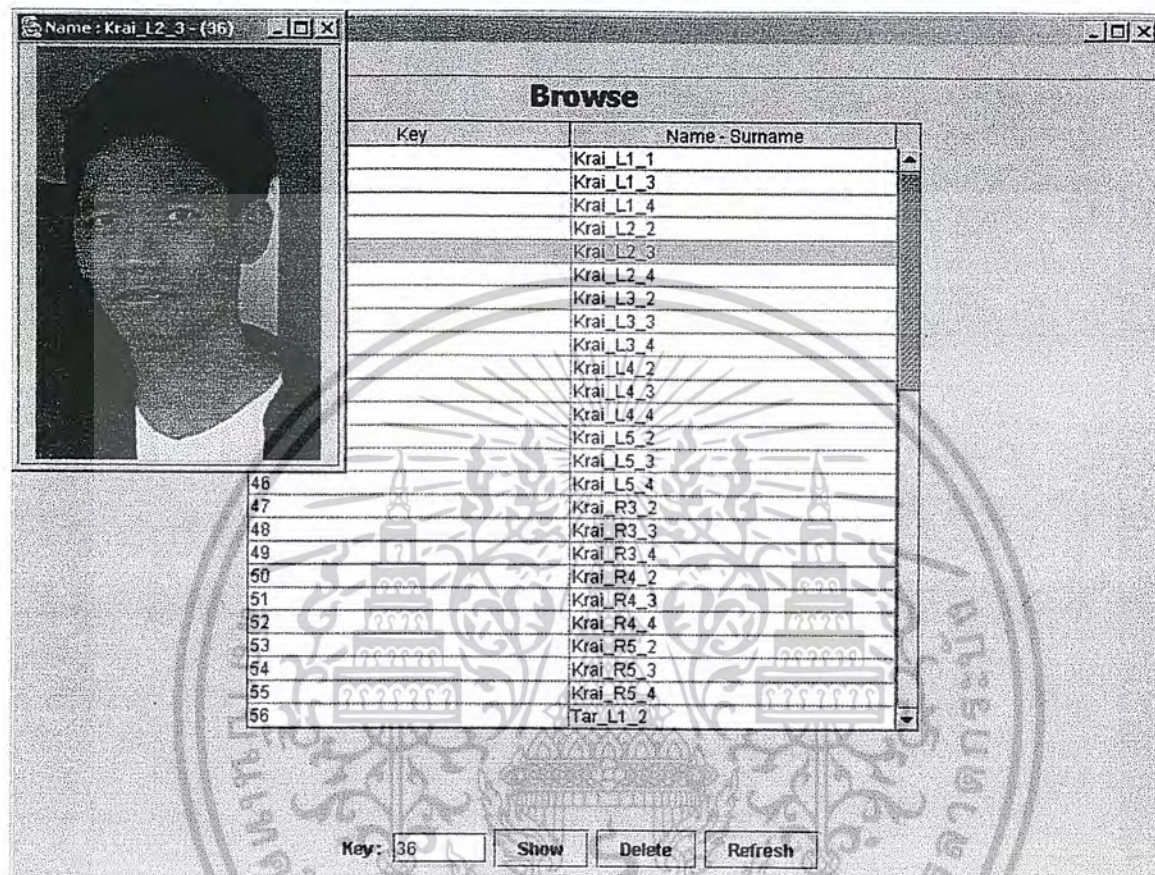 Name : Krai_L2_3 - (36)
Browse
Key Name - Surname
Krai_L1_1
Krai_L1_3
Krai_L1_4
Krai_L2_2
Krai_L2_3
Krai_L2_4
Krai_L3_2
Krai_L3_3
Krai_L3_4
Krai_L4_2
Krai_L4_3
Krai_L4_4
Krai_L5_2
Krai_L5_3
46 Krai_L5_4
47 Krai_R3_2
48 Krai_R3_3
49 Krai_R3_4
50 Krai_R4_2
51 Krai_R4_3
52 Krai_R4_4
53 Krai_R5_2
54 Krai_R5_3
55 Krai_R5_4
56 Tar_L1_2
Key: 36 Show Delete Refresh